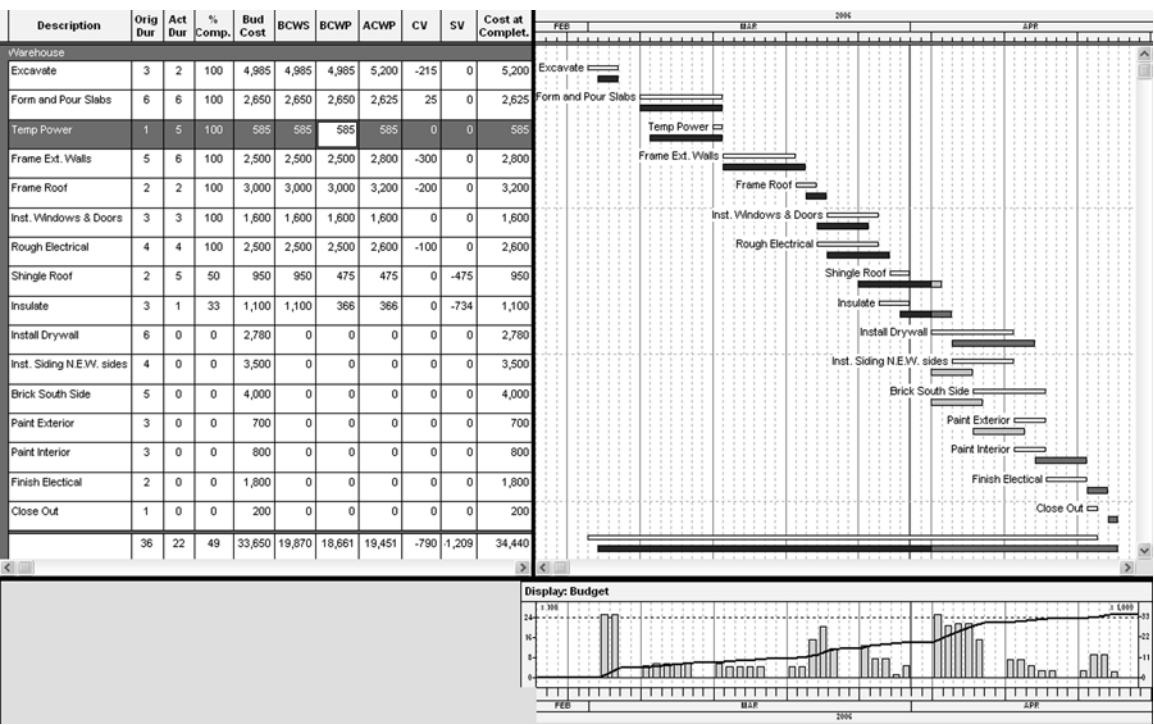 Description Orig Dur Act Dur % Comp. Bud Cost BCWS BCWP ACWP CV SV Cost at Complet.
Warehouse
Excavate 3 2 100 4,985 4,985 4,985 5,200 -215 0 5,200
Form and Pour Slabs 6 6 100 2,650 2,650 2,650 2,625 25 0 2,625
Temp Power 1 5 100 585 585 585 585 0 0 585
Frame Ext. Walls 5 6 100 2,500 2,500 2,500 2,800 -300 0 2,800
Frame Roof 2 2 100 3,000 3,000 3,000 3,200 -200 0 3,200
Inst. Windows & Doors 3 3 100 1,600 1,600 1,600 1,600 0 0 1,600
Rough Electrical 4 4 100 2,500 2,500 2,500 2,600 -100 0 2,600
Shingle Roof 2 5 50 950 950 475 475 0 -475 950
Insulate 3 1 33 1,100 1,100 366 366 0 -734 1,100
Install Drywall 6 0 0 2,780 0 0 0 0 0 2,780
Inst. Siding N.E.W. sides 4 0 0 3,500 0 0 0 0 0 3,500
Brick South Side 5 0 0 4,000 0 0 0 0 0 4,000
Paint Exterior 3 0 0 700 0 0 0 0 0 700
Paint Interior 3 0 0 800 0 0 0 0 0 800
Finish Electical 2 0 0 1,800 0 0 0 0 0 1,800
Close Out 1 0 0 200 0 0 0 0 0 200
36 22 49 33,650 19,870 18,661 19,451 -790 -1,209 34,440
2006
FEB MAR APR
Excavate
Form and Pour Slabs
Temp Power
Frame Ext. Walls
Frame Roof
Inst. Windows & Doors
Rough Electrical
Shingle Roof
Insulate
Install Drywall
Inst. Siding N.E.W. sides
Brick South Side
Paint Exterior
Paint Interior
Finish Electical
Close Out
Display: Budget
x 100 x 1,000
24 33
16 22
8 11
0 0
FEB MAR APR
2006